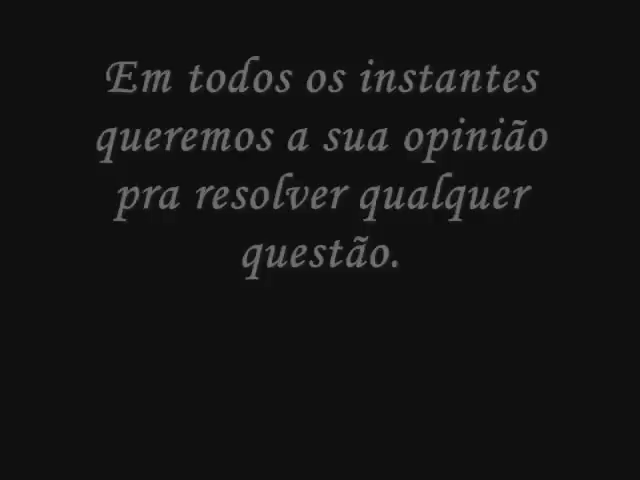 Em todos os instantes
queremos a sua opinião
pra resolver qualquer
questão.